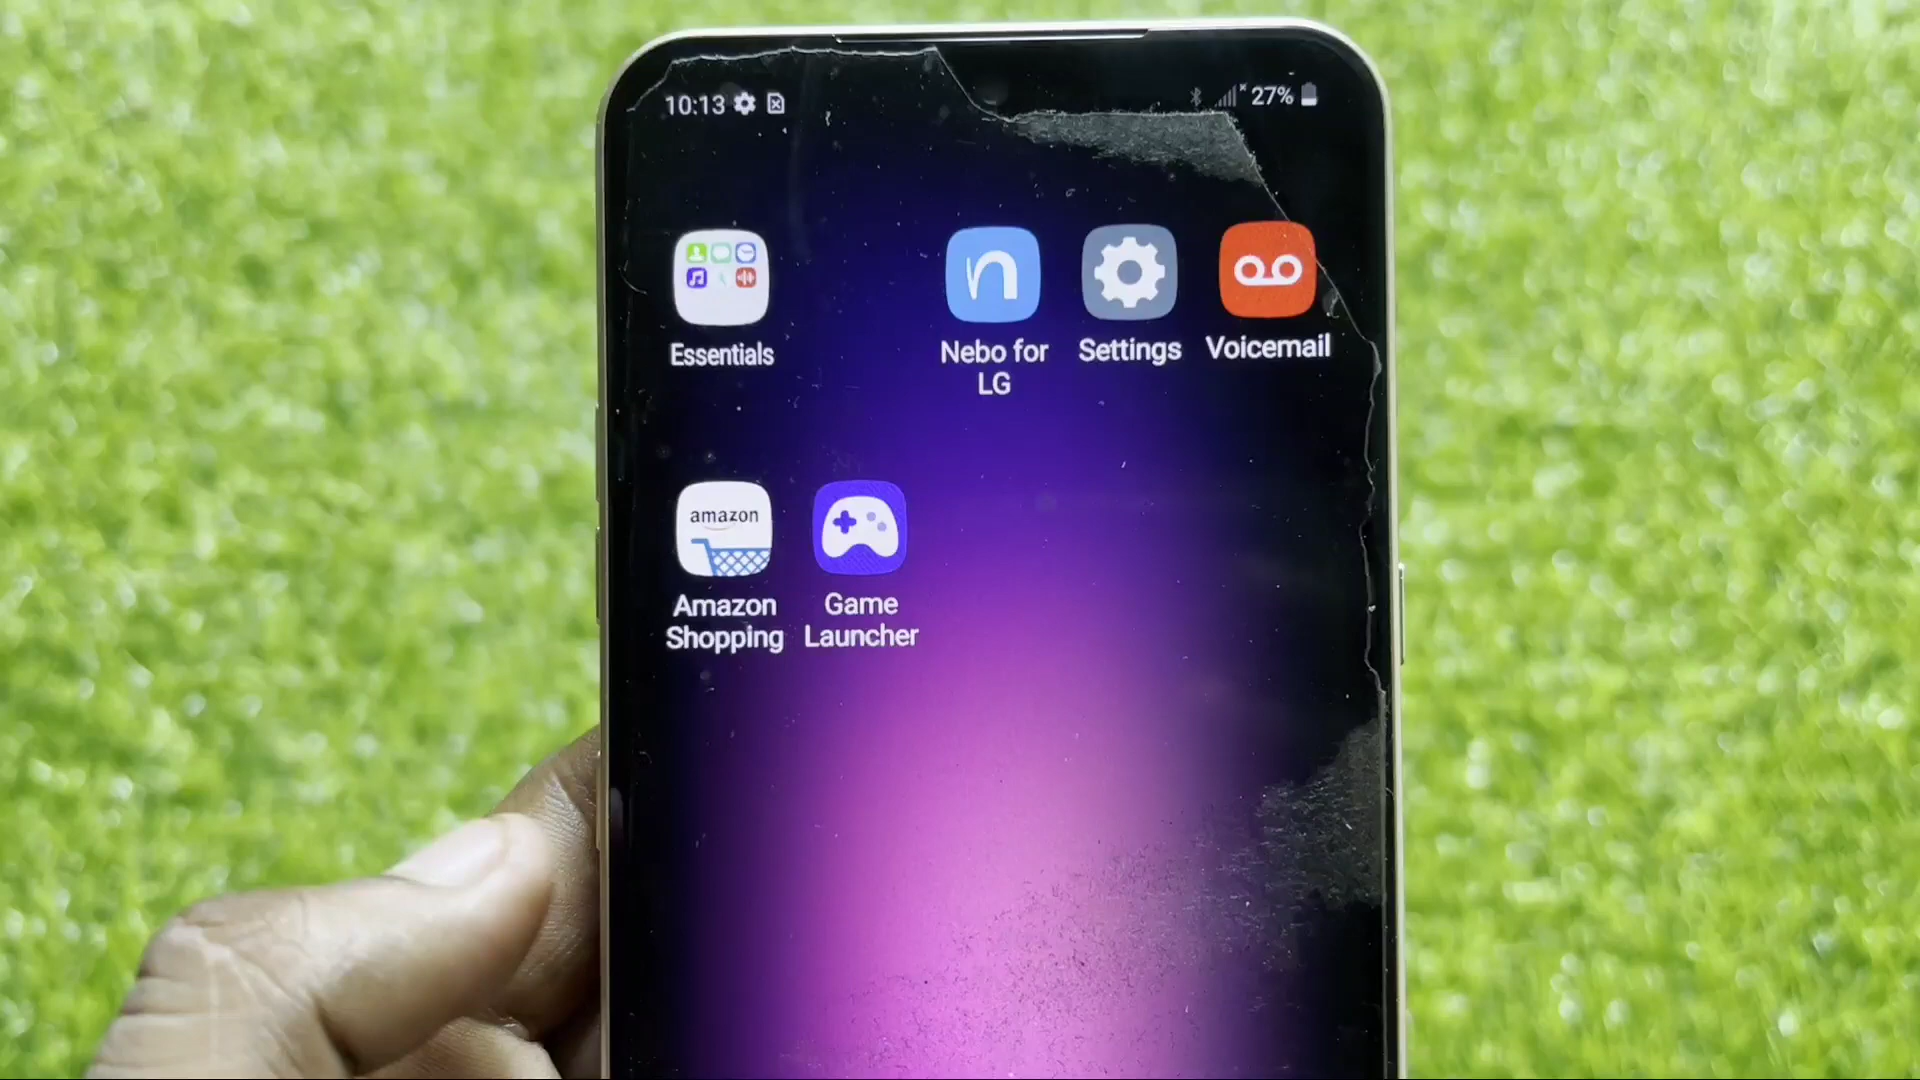 10:13
27%
Essentials
Nebo for
LG
Settings
Voicemail
amazon
Amazon
Shopping
Game
Launcher